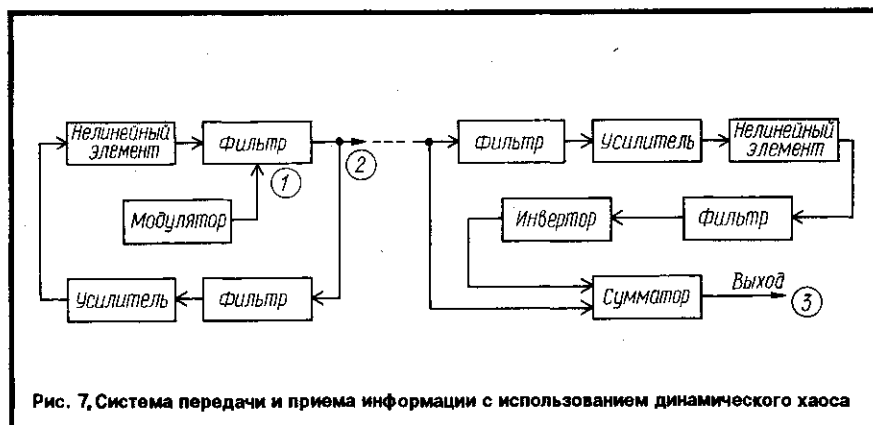 Нелинейный
элемент
Фильтр
1
2
Модулятор
Усилитель
Фильтр
Фильтр
Усилитель
Нелинейный
элемент
Инвертор
Фильтр
Сумматор
Выход
3
Рис. 7, Система передачи и приема информации с использованием динамического хаоса